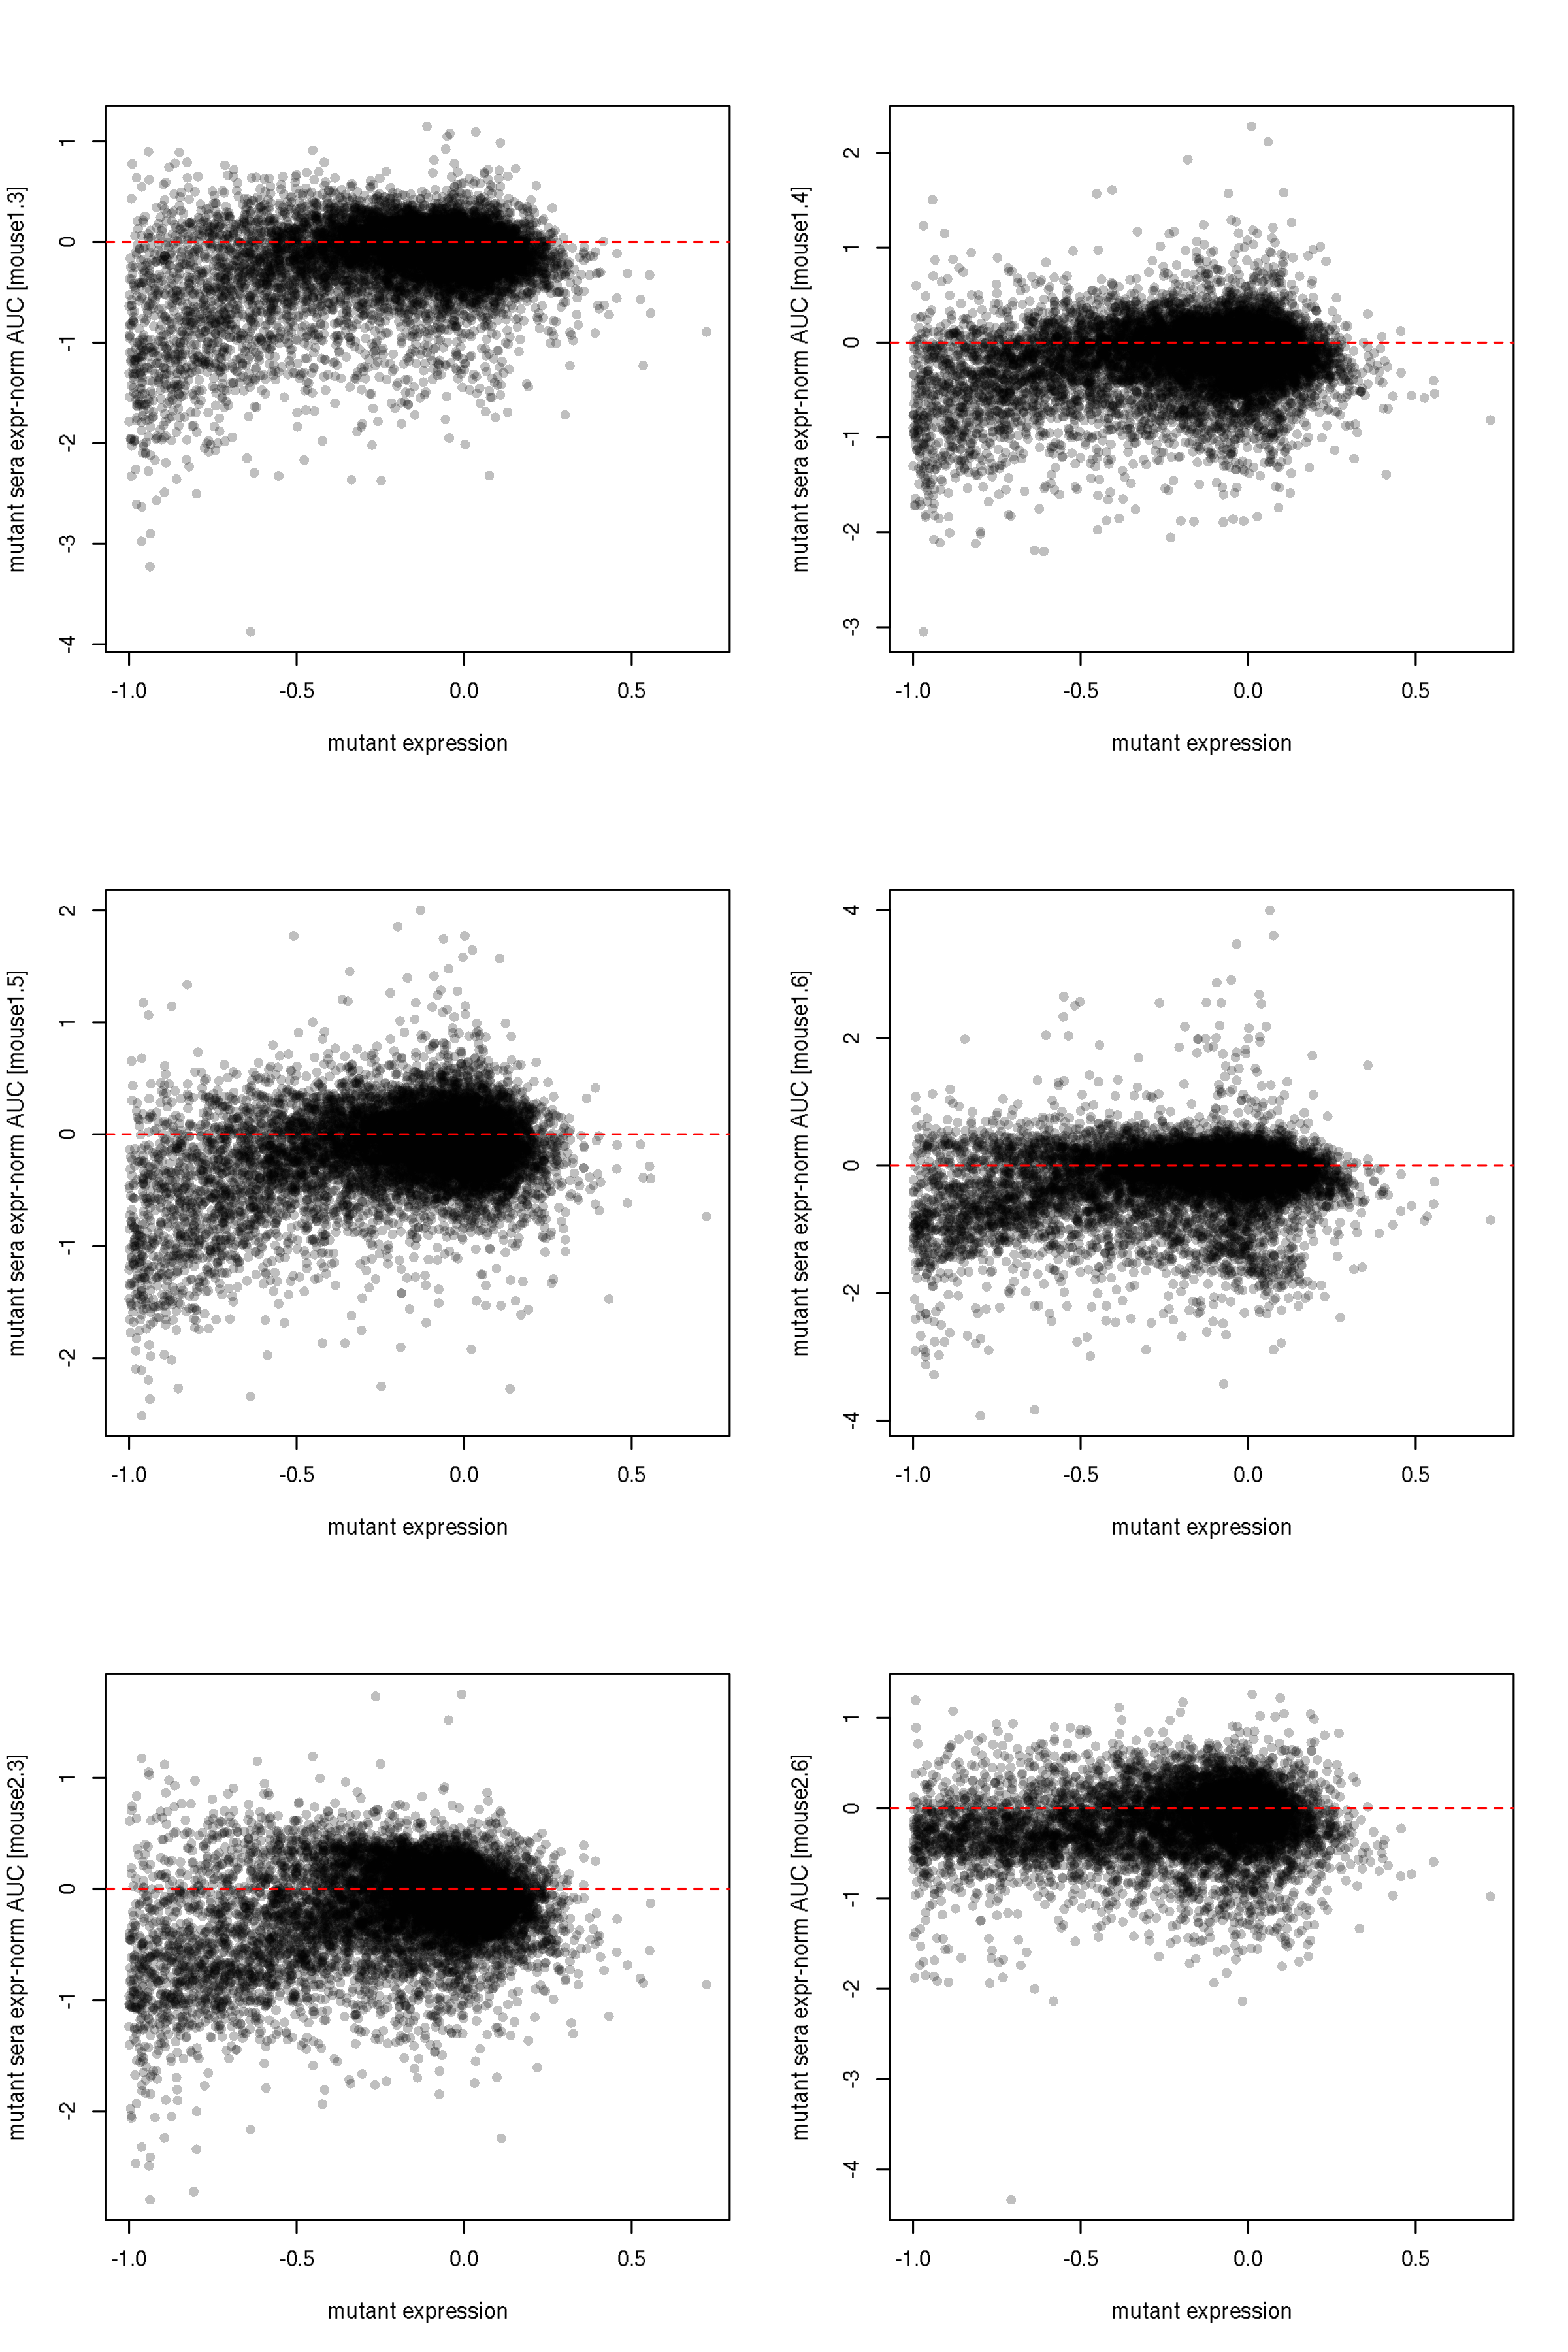 mutant sera expr-norm AUC [mouse1.3]
1
0
-1
-2
-3
-4
-1.0 -0.5 0.0 0.5
mutant expression
mutant sera expr-norm AUC [mouse1.4]
2
1
0
-1
-2
-3
-1.0 -0.5 0.0 0.5
mutant expression
mutant sera expr-norm AUC [mouse1.5]
2
1
0
-1
-2
-1.0 -0.5 0.0 0.5
mutant expression
mutant sera expr-norm AUC [mouse1.6]
4
2
0
-2
-4
-1.0 -0.5 0.0 0.5
mutant expression
mutant sera expr-norm AUC [mouse2.3]
1
0
-1
-2
-1.0 -0.5 0.0 0.5
mutant expression
mutant sera expr-norm AUC [mouse2.6]
1
0
-1
-2
-3
-4
-1.0 -0.5 0.0 0.5
mutant expression